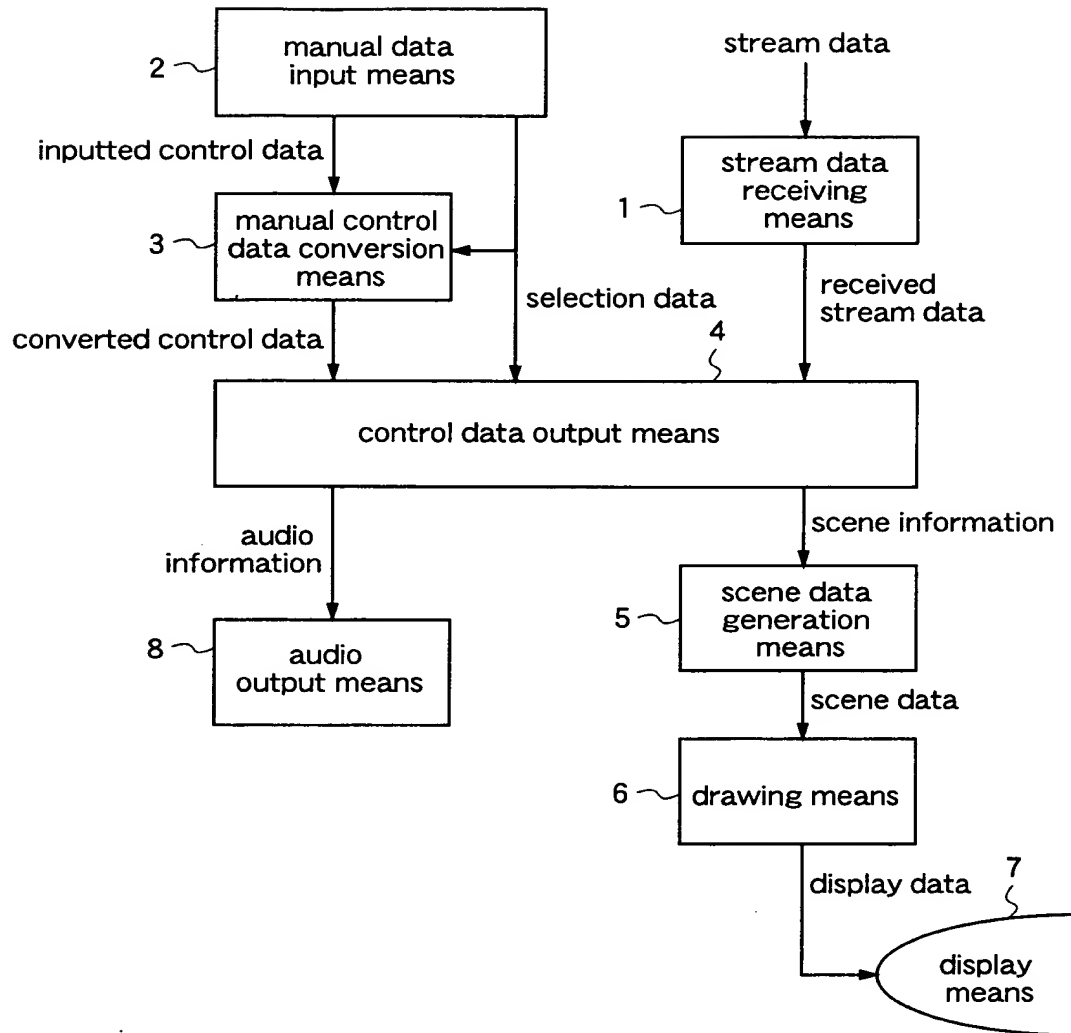 manual data
input means
2
stream data
inputted control data
stream data
receiving
means
1
manual control
data conversion
means
3
selection data
received
stream data
converted control data
4
control data output means
audio
information
scene information
scene data
generation
means
5
audio
output means
8
scene data
drawing means
6
display data
7
display
means